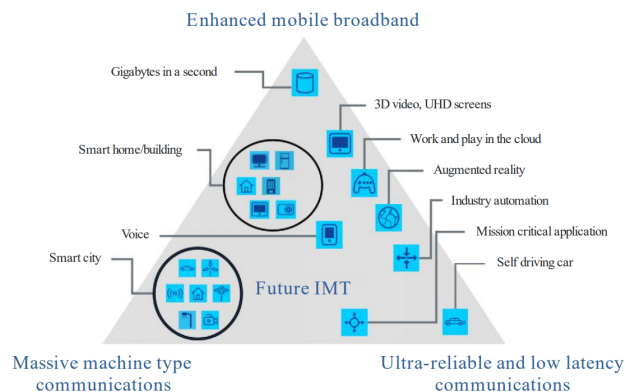 Enhanced mobile broadband
Gigabytes in a second
3D video, UHD screens
Work and play in the cloud
Smart home/building
Augmented reality
Industry automation
Voice
Mission critical application
Smart city
Self driving car
Future IMT
Massive machine type
communications
Ultra-reliable and low latency
communications